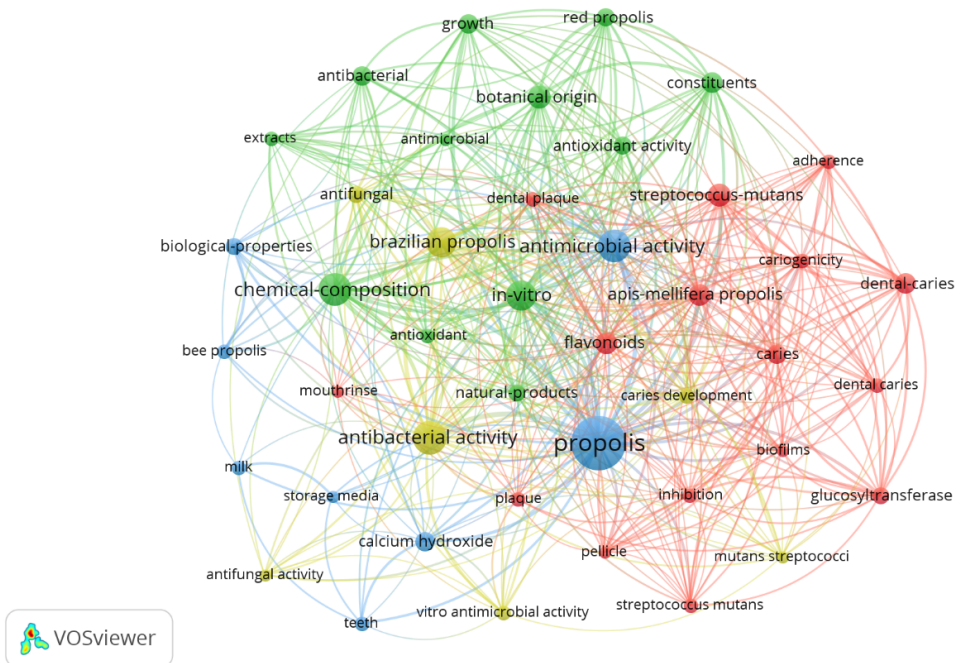 growth
red propolis
antibacterial
constituents
botanical origin
extracts
antimicrobial
antioxidant activity
adherence
antifungal
dental plaque
streptococcus-mutans
biological-properties
brazilian propolis
antimicrobial activity
cariogenicity
chemical-composition
in-vitro
apis-mellifera propolis
dental-caries
bee propolis
antioxidant
flavonoids
caries
mouthrinse
natural-products
caries development
dental caries
antibacterial activity
propolis
biofilms
milk
storage media
plaque
inhibition
glucosyltransferase
calcium hydroxide
pellicle
mutans streptococci
antifungal activity
teeth
vitro antimicrobial activity
streptococcus mutans
VOSviewer